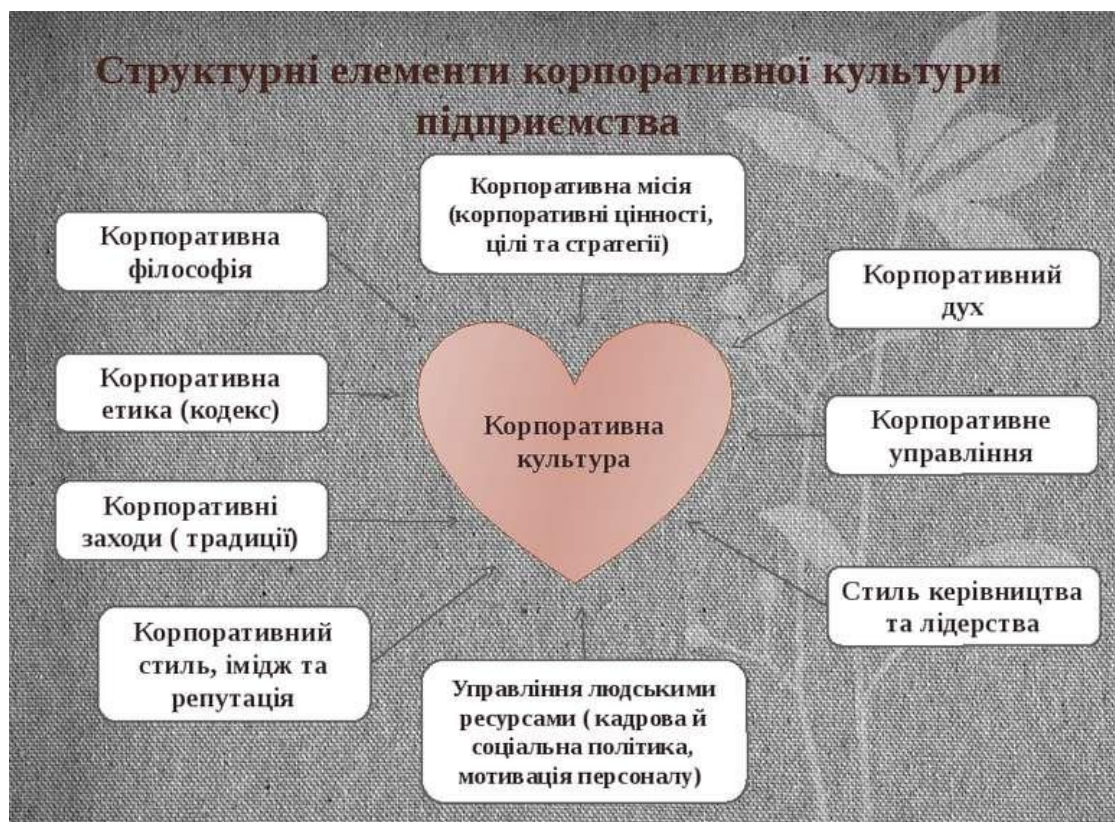 Структурні елементи корпоративної культури
підприємства
Корпоративна місія
(корпоративні цінності,
цілі та стратегії)
Корпоративна
філософія
Корпоративний
дух
Корпоративна
етика (кодекс)
Корпоративна
культура
Корпоративне
управління
Корпоративні
заходи ( традиції)
Стиль керівництва
та лідерства
Корпоративний
стиль, імідж та
репутація
Управління людськими
ресурсами ( кадрова й
соціальна політика,
мотивація персоналу)